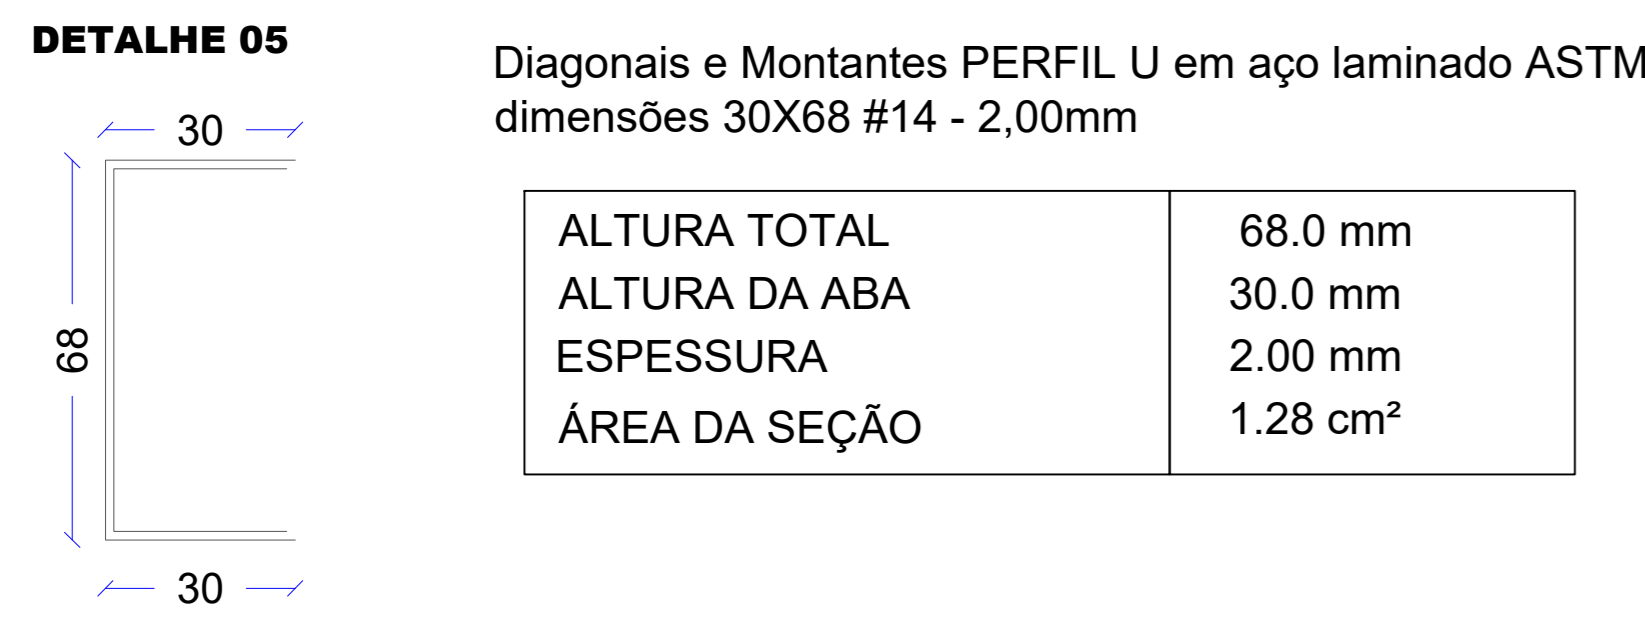 DETALHE 05
Diagonais e Montantes PERFIL U em aço laminado ASTM
dimensões 30X68 #14 - 2,00mm
30
68
30
ALTURA TOTAL 68.0 mm
ALTURA DA ABA 30.0 mm
ESPESSURA 2.00 mm
ÁREA DA SEÇÃO 1.28 cm²